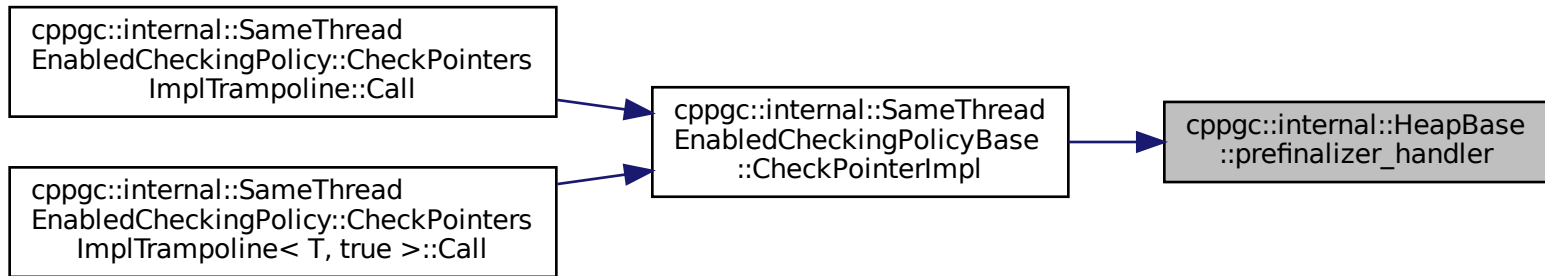 cppgc::internal::SameThread
EnabledCheckingPolicy::CheckPointers
ImplTrampoline::Call
cppgc::internal::SameThread
EnabledCheckingPolicy::CheckPointers
ImplTrampoline< T, true >::Call
cppgc::internal::SameThread
EnabledCheckingPolicyBase
::CheckPointerImpl
cppgc::internal::HeapBase
::prefinalizer_handler